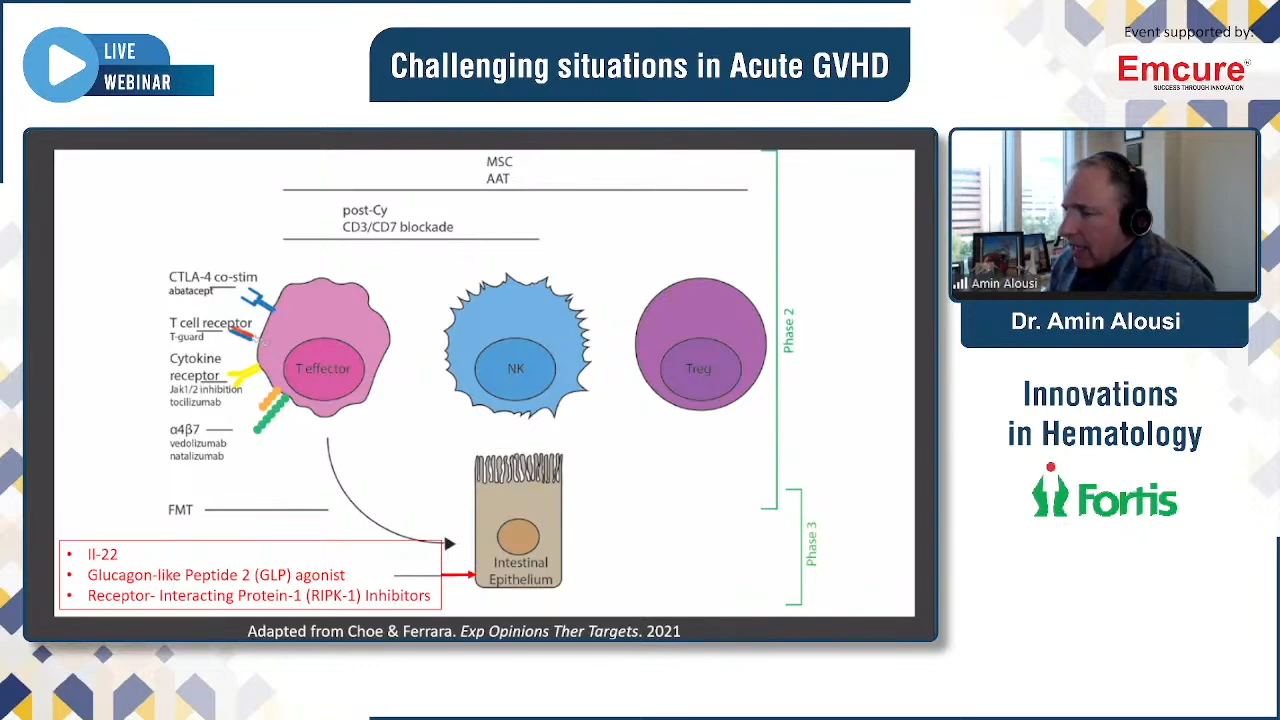 LIVE
WEBINAR
Challenging situations in Acute GVHD
Event supported by:
Emcure®
SUCCESS THROUGH INNOVATION
MSC
AAT
post-Cy
CD3/CD7 blockade
CTLA-4 co-stim
abatacept
T cell receptor
T-guard
Cytokine
receptor
Jak1/2 inhibition
tocilizumab
α4β7
vedolizumab
natalizumab
FMT
T effector
NK
Treg
Phase 2
Intestinal
Epithelium
Phase 3
• Il-22
• Glucagon-like Peptide 2 (GLP) agonist
• Receptor- Interacting Protein-1 (RIPK-1) Inhibitors
Adapted from Choe & Ferrara. Exp Opinions Ther Targets. 2021
Amin Alousi
Dr. Amin Alousi
Innovations
in Hematology
Fortis